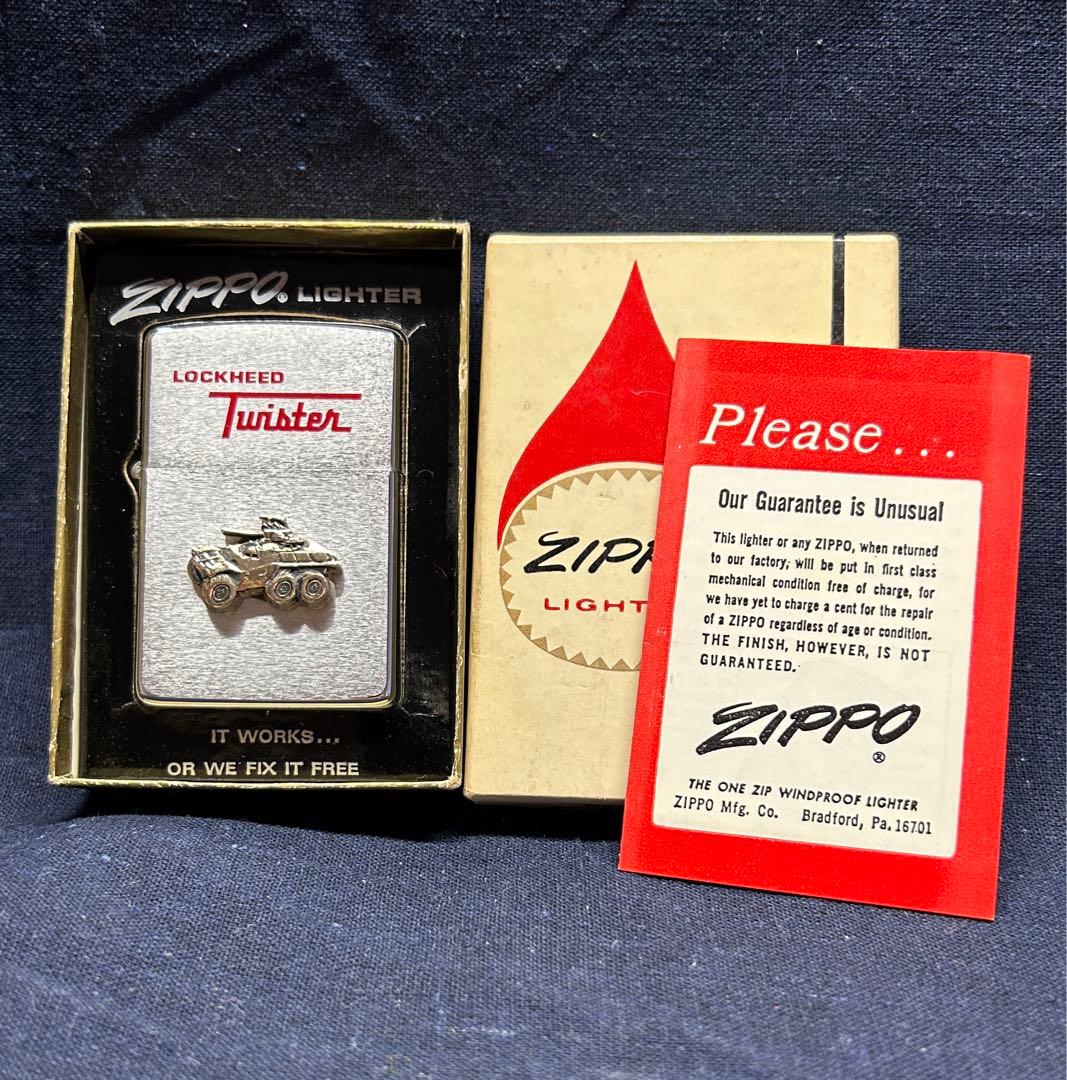 ZIPPO® LIGHTER
LOCKHEED
Twister
IT WORKS...
OR WE FIX IT FREE
ZIPP
LIGHT
Please...
Our Guarantee is Unusual
This lighter or any ZIPPO, when returned
to our factory, will be put in first class
mechanical condition free of charge, for
we have yet to charge a cent for the repair
of a ZIPPO regardless of age or condition.
THE FINISH, HOWEVER, IS NOT
GUARANTEED.
ZIPPO
®
THE ONE ZIP WINDPROOF LIGHTER
ZIPPO Mfg. Co. Bradford, Pa. 16701